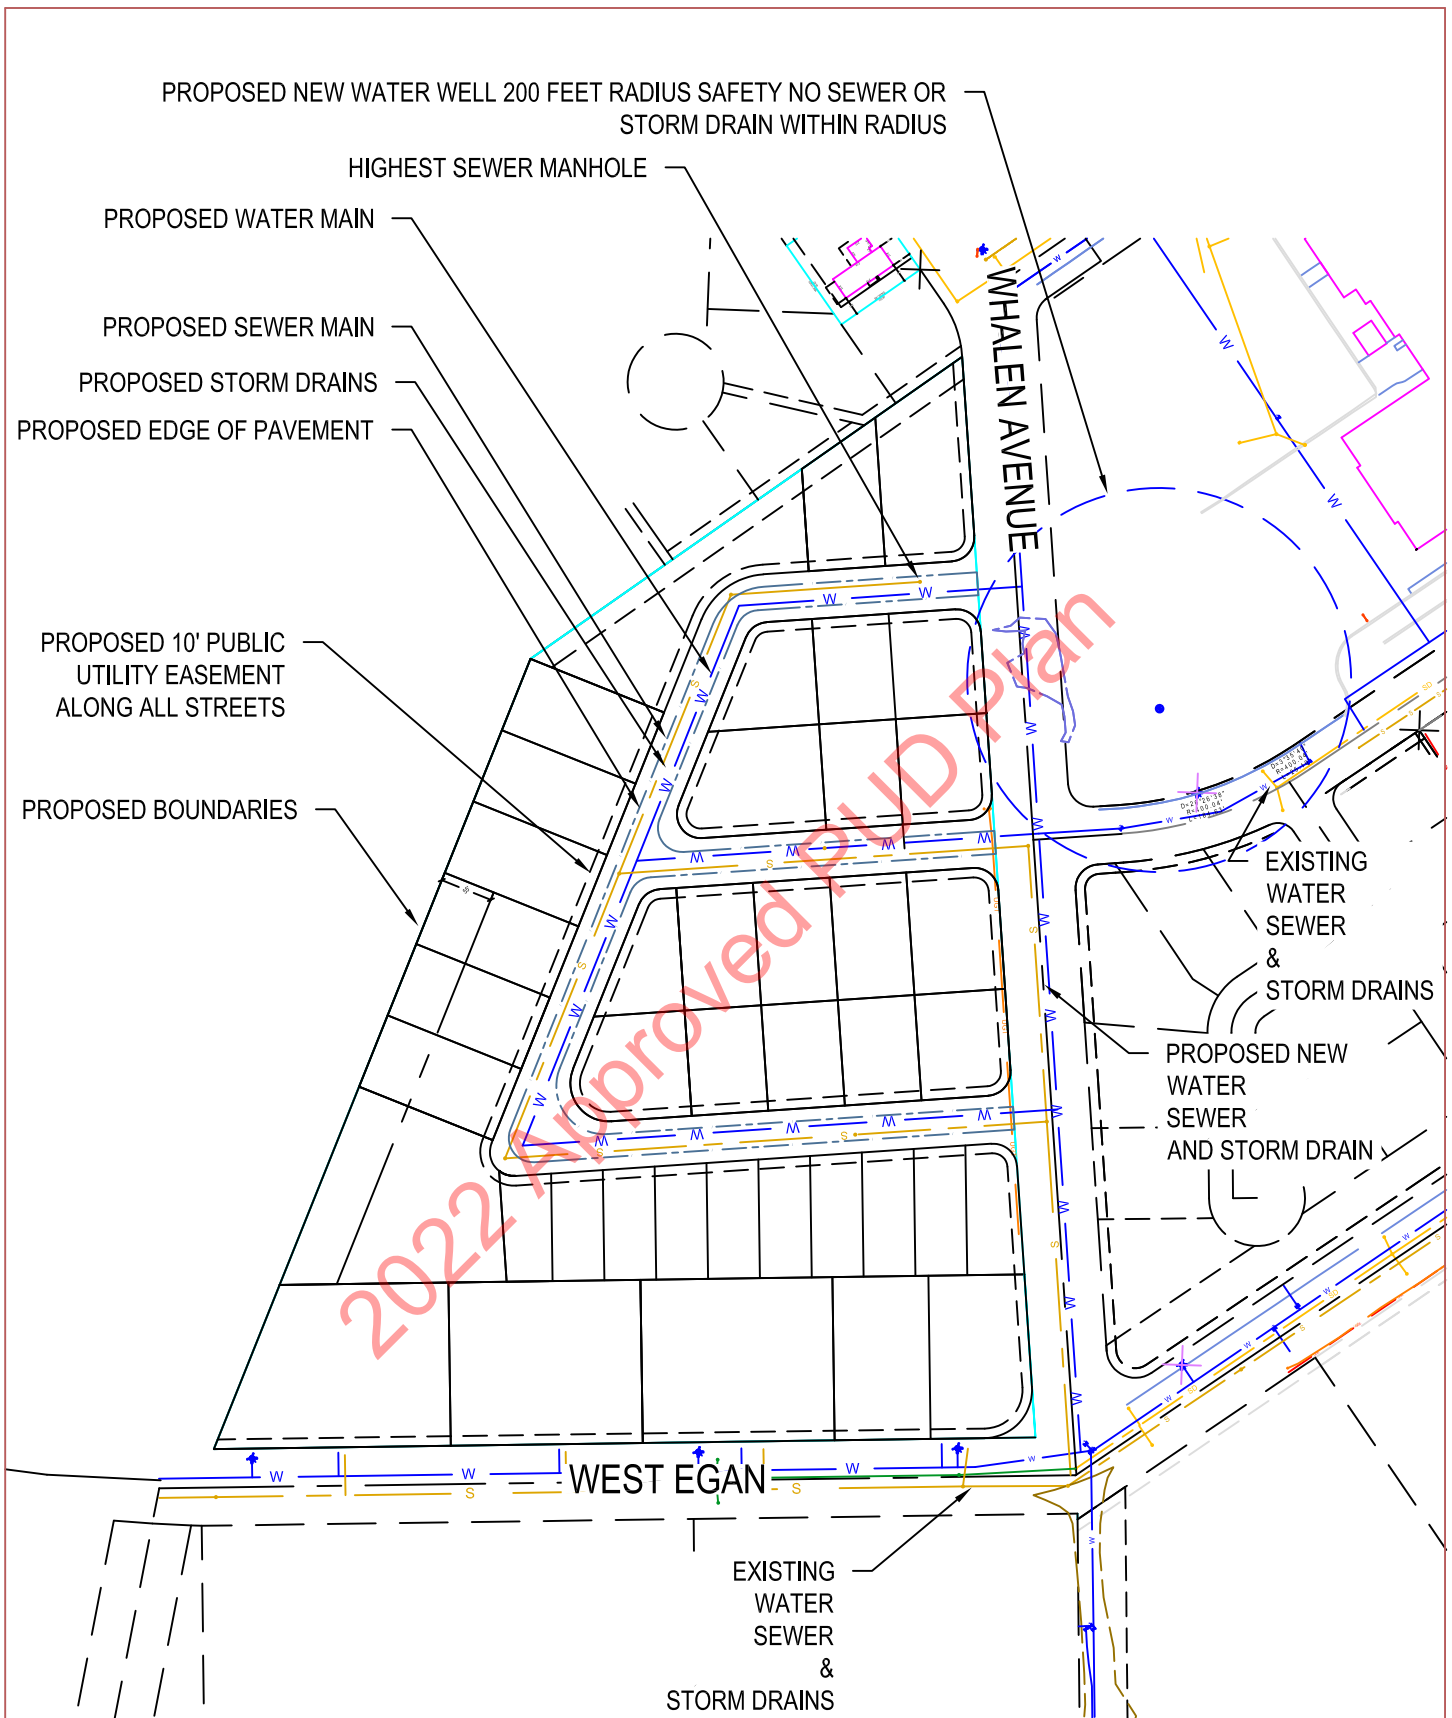 PROPOSED NEW WATER WELL 200 FEET RADIUS SAFETY NO SEWER OR
STORM DRAIN WITHIN RADIUS
HIGHEST SEWER MANHOLE
PROPOSED WATER MAIN
PROPOSED SEWER MAIN
PROPOSED STORM DRAINS
PROPOSED EDGE OF PAVEMENT
WHALEN AVENUE
PROPOSED 10' PUBLIC
UTILITY EASEMENT
ALONG ALL STREETS
PROPOSED BOUNDARIES
2022 Approved PUD Plan
EXISTING
WATER
SEWER
&
STORM DRAINS
PROPOSED NEW
WATER
SEWER
AND STORM DRAIN
WEST EGAN
EXISTING
WATER
SEWER
&
STORM DRAINS